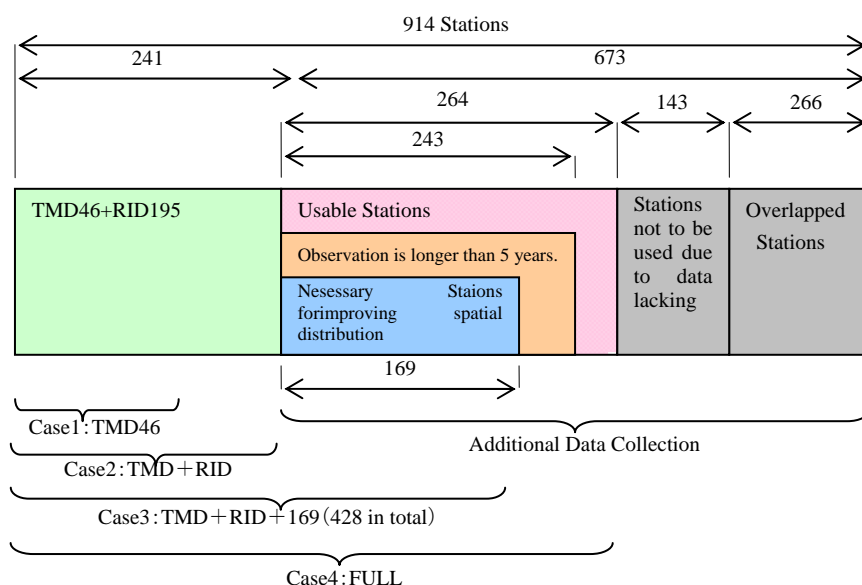 914 Stations
241
673
264
143
266
243
TMD46+RID195
Usable Stations
Observation is longer than 5 years.
Nesessary Staions
forimproving spatial
distribution
Stations
not to be
used due
to data
lacking
Overlapped
Stations
169
Case1:TMD46
Additional Data Collection
Case2:TMD+RID
Case3:TMD+RID+169(428 in total)
Case4:FULL